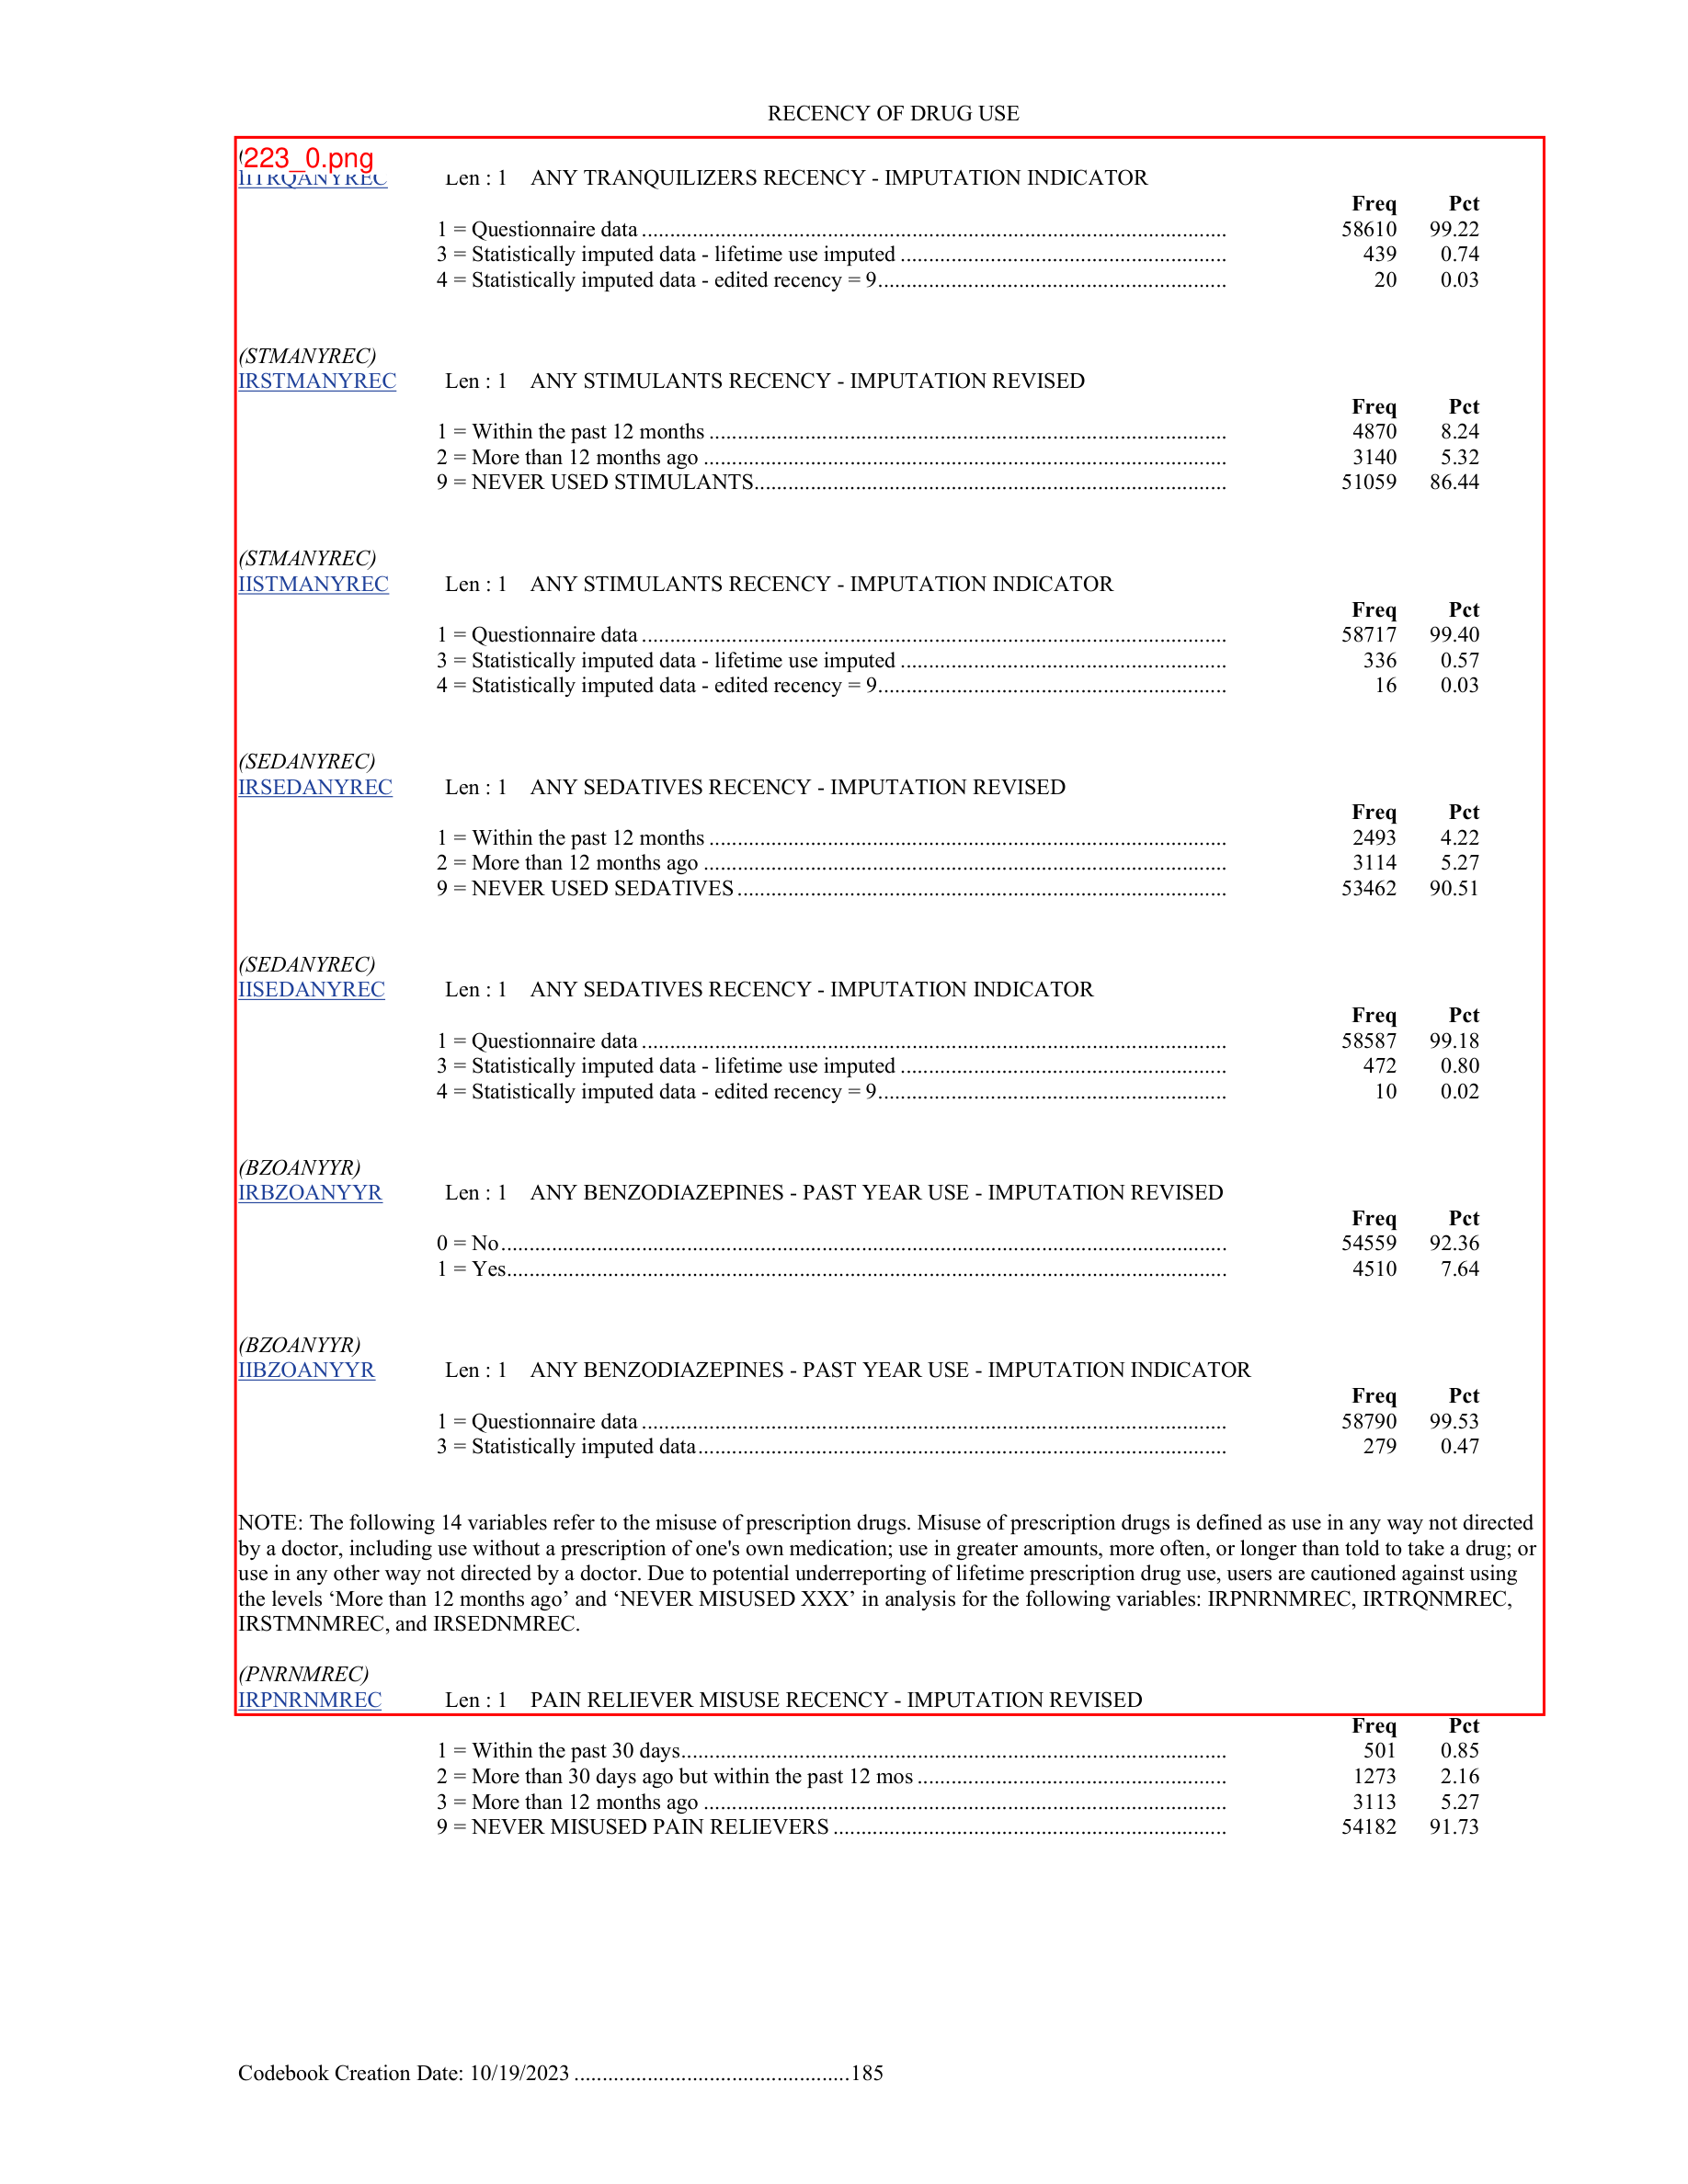 RECENCY OF DRUG USE
223_0.png
IITRQANYREC Len : 1 ANY TRANQUILIZERS RECENCY - IMPUTATION INDICATOR
Freq Pct
1 = Questionnaire data ........ 58610 99.22
3 = Statistically imputed data - lifetime use imputed ........ 439 0.74
4 = Statistically imputed data - edited recency = 9........ 20 0.03
(STMANYREC)
IRSTMANYREC Len : 1 ANY STIMULANTS RECENCY - IMPUTATION REVISED
Freq Pct
1 = Within the past 12 months ........ 4870 8.24
2 = More than 12 months ago ........ 3140 5.32
9 = NEVER USED STIMULANTS........ 51059 86.44
(STMANYREC)
IISTMANYREC Len : 1 ANY STIMULANTS RECENCY - IMPUTATION INDICATOR
Freq Pct
1 = Questionnaire data ........ 58717 99.40
3 = Statistically imputed data - lifetime use imputed ........ 336 0.57
4 = Statistically imputed data - edited recency = 9........ 16 0.03
(SEDANYREC)
IRSEDANYREC Len : 1 ANY SEDATIVES RECENCY - IMPUTATION REVISED
Freq Pct
1 = Within the past 12 months ........ 2493 4.22
2 = More than 12 months ago ........ 3114 5.27
9 = NEVER USED SEDATIVES ........ 53462 90.51
(SEDANYREC)
IISEDANYREC Len : 1 ANY SEDATIVES RECENCY - IMPUTATION INDICATOR
Freq Pct
1 = Questionnaire data ........ 58587 99.18
3 = Statistically imputed data - lifetime use imputed ........ 472 0.80
4 = Statistically imputed data - edited recency = 9........ 10 0.02
(BZOANYYR)
IRBZOANYYR Len : 1 ANY BENZODIAZEPINES - PAST YEAR USE - IMPUTATION REVISED
Freq Pct
0 = No........ 54559 92.36
1 = Yes........ 4510 7.64
(BZOANYYR)
IIBZOANYYR Len : 1 ANY BENZODIAZEPINES - PAST YEAR USE - IMPUTATION INDICATOR
Freq Pct
1 = Questionnaire data ........ 58790 99.53
3 = Statistically imputed data........ 279 0.47
NOTE: The following 14 variables refer to the misuse of prescription drugs. Misuse of prescription drugs is defined as use in any way not directed
by a doctor, including use without a prescription of one's own medication; use in greater amounts, more often, or longer than told to take a drug; or
use in any other way not directed by a doctor. Due to potential underreporting of lifetime prescription drug use, users are cautioned against using
the levels ‘More than 12 months ago’ and ‘NEVER MISUSED XXX’ in analysis for the following variables: IRPNRNMREC, IRTRQNMREC,
IRSTMNMREC, and IRSEDNMREC.
(PNRNMREC)
IRPNRNMREC Len : 1 PAIN RELIEVER MISUSE RECENCY - IMPUTATION REVISED
Freq Pct
1 = Within the past 30 days........ 501 0.85
2 = More than 30 days ago but within the past 12 mos ........ 1273 2.16
3 = More than 12 months ago ........ 3113 5.27
9 = NEVER MISUSED PAIN RELIEVERS ........ 54182 91.73
Codebook Creation Date: 10/19/2023 ........185